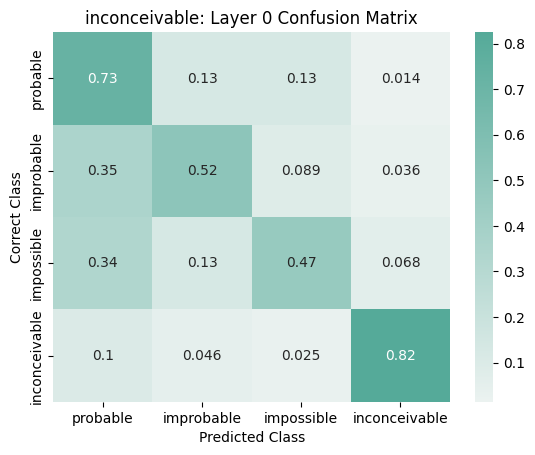 inconceivable: Layer 0 Confusion Matrix
Correct Class
probable
0.73 0.13 0.13 0.014
improbable
0.35 0.52 0.089 0.036
impossible
0.34 0.13 0.47 0.068
inconceivable
0.1 0.046 0.025 0.82
probable improbable impossible inconceivable
Predicted Class
0.8
0.7
0.6
0.5
0.4
0.3
0.2
0.1